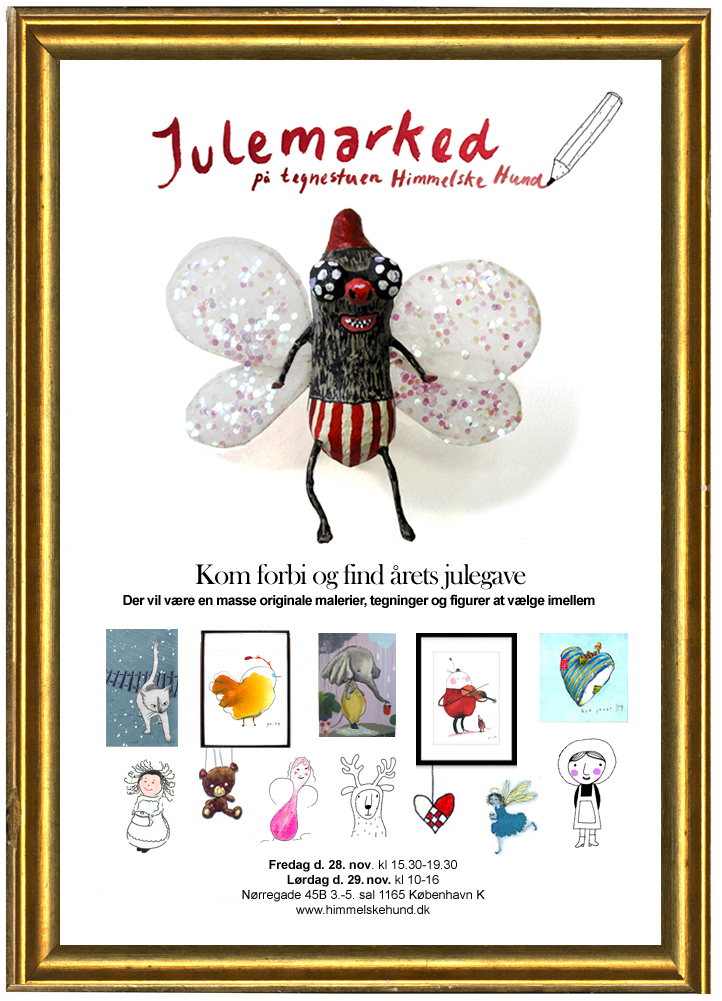 Julemarked
på tegnestuen Himmelske Hund
Kom forbi og find årets julegave
Der vil være en masse originale malerier, tegninger og figurer at vælge imellem
Fredag d. 28. nov. kl 15.30-19.30
Lørdag d. 29. nov. kl 10-16
Nørregade 45B 3.-5. sal 1165 København K
www.himmelskehund.dk